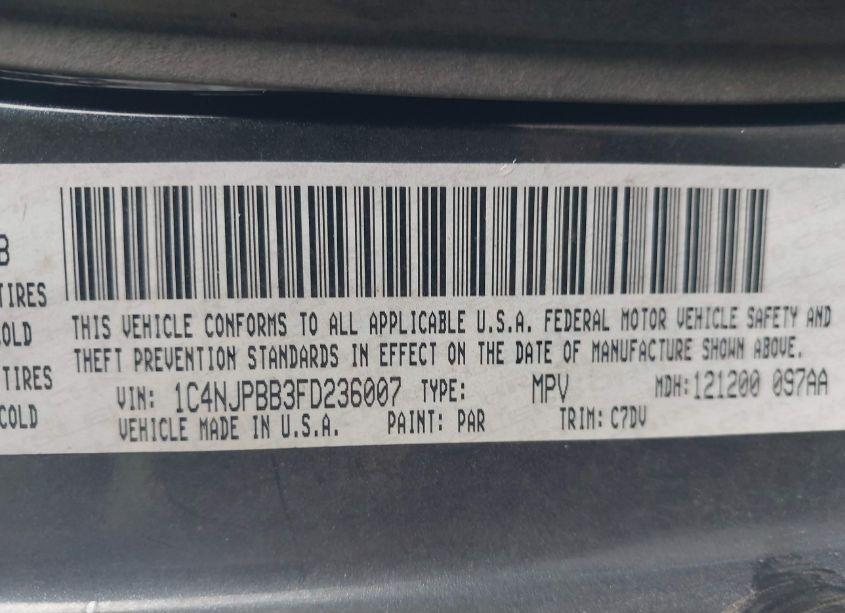 B
TIRES
COLD
TIRES
COLD
THIS VEHICLE CONFORMS TO ALL APPLICABLE U.S.A. FEDERAL MOTOR VEHICLE SAFETY AND
THEFT PREVENTION STANDARDS IN EFFECT ON THE DATE OF MANUFACTURE SHOWN ABOVE.
VIN: 1C4NJPBB3FD236007 TYPE: MPV MDH: 121200 097AA
VEHICLE MADE IN U.S.A. PAINT: PAR TRIM: C7DV